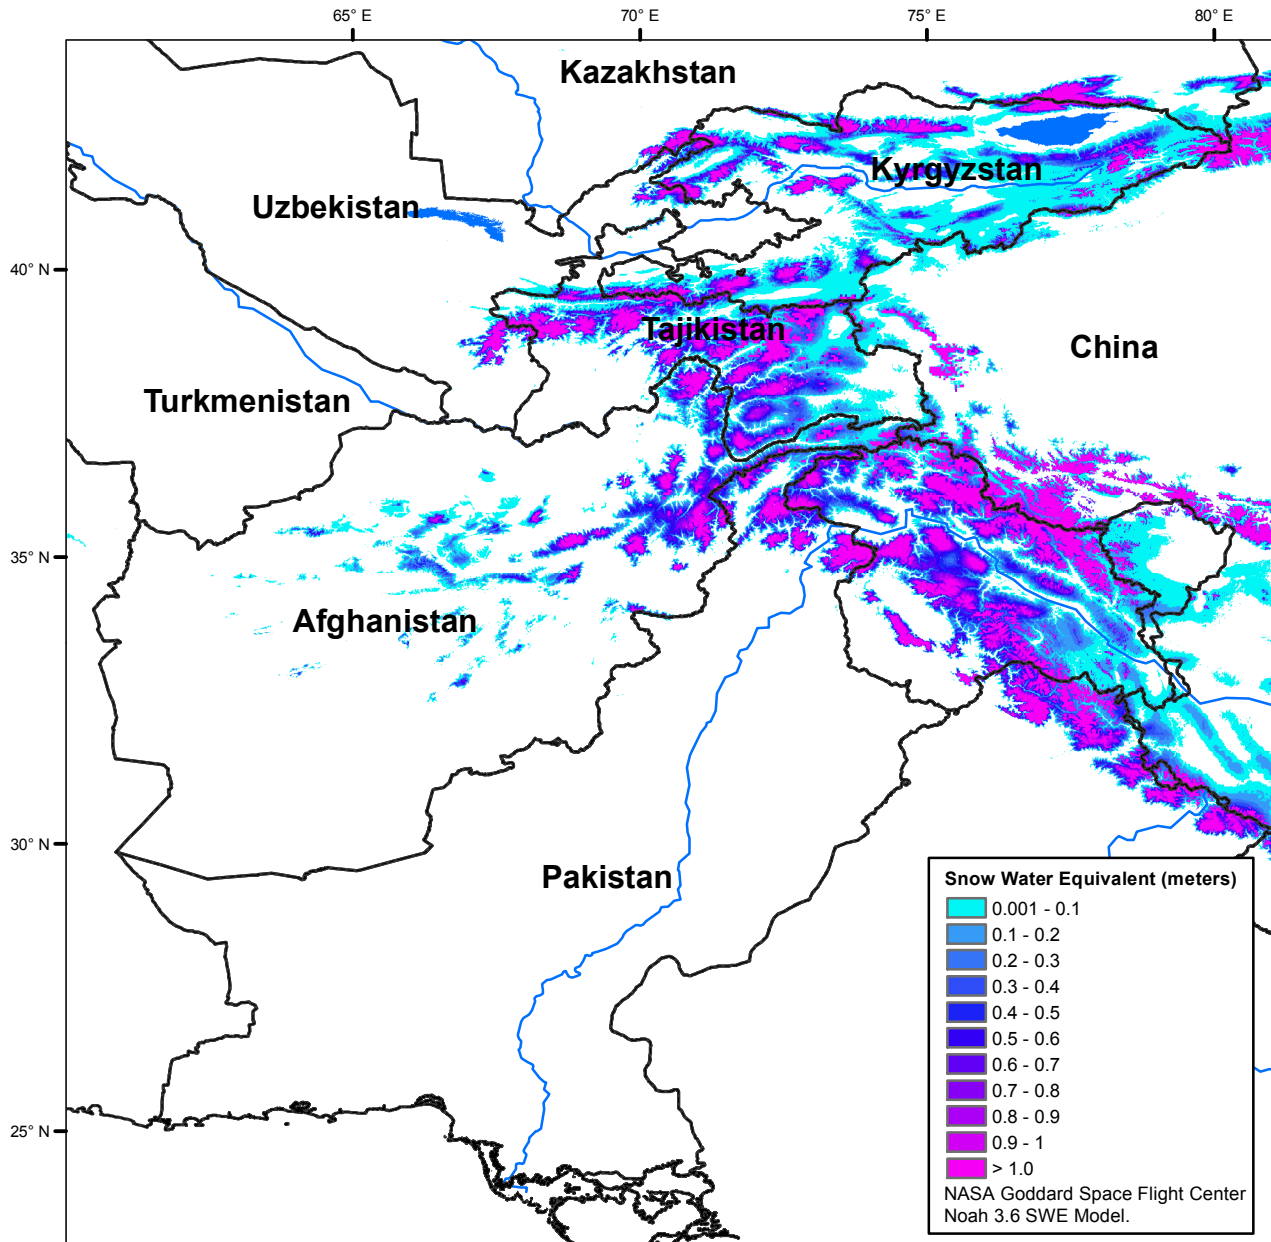 65° E
70° E
75° E
80° E
Kazakhstan
Kyrgyzstan
Uzbekistan
40° N
Tajikistan
China
Turkmenistan
35° N
Afghanistan
30° N
Pakistan
Snow Water Equivalent (meters)
0.001 - 0.1
0.1 - 0.2
0.2 - 0.3
0.3 - 0.4
0.4 - 0.5
0.5 - 0.6
0.6 - 0.7
0.7 - 0.8
0.8 - 0.9
0.9 - 1
> 1.0
NASA Goddard Space Flight Center
Noah 3.6 SWE Model.
25° N